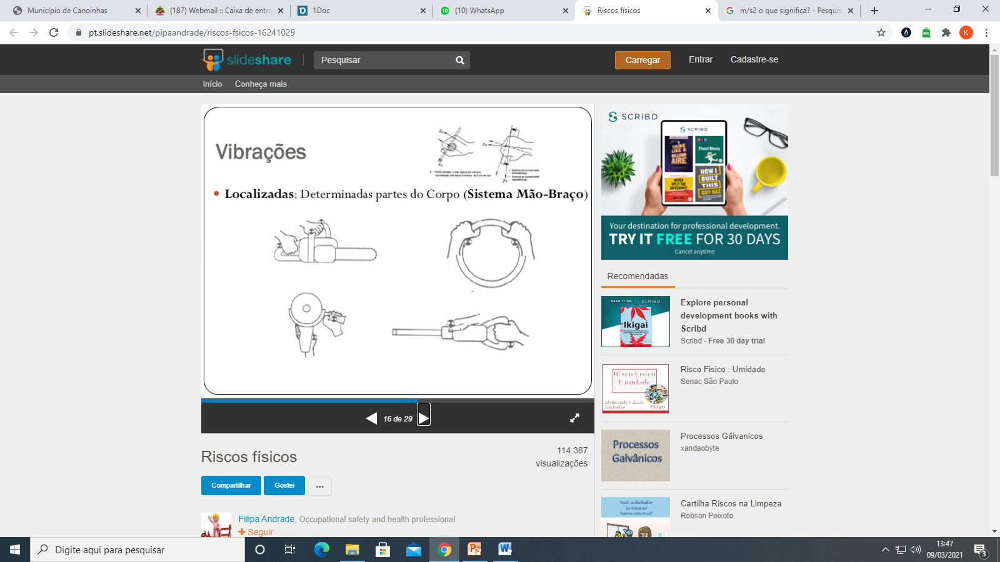 Município de Canoinhas
(187) Webmail :: Caixa de entra
1Doc
(10) WhatsApp
Riscos físicos
m/s2 o que significa? - Pesquis
pt.slideshare.net/pipaandrade/riscos-fsicos-16241029
slideshare
Pesquisar
Carregar
Entrar
Cadastre-se
Início
Conheça mais
Vibrações
• Localizadas: Determinadas partes do Corpo (Sistema Mão-Braço)
16 de 29
Riscos físicos
114.387
visualizações
Compartilhar
Gostei
...
Filipa Andrade, Occupational safety and health professional
+ Seguir
SCRIBD
SCRIBD
THINK LIKE A BILLIONAIRE
Planet Money
NEVER SPLIT THE DIFFERENCE
HOW I BUILT THIS
GUY RAZ
Your destination for professional development.
TRY IT FREE FOR 30 DAYS
Cancel anytime
Recomendadas
READ IT ON SCRIBD
Ikigai
Explore personal
development books with
Scribd
Scribd - Free 30 day trial
Risco Fisico
Umidade
Risco Fisico : Umidade
Senac São Paulo
Processos
Galvânicos
Processos Gâlvanicos
xandaobyte
Você, trabalhador
da limpeza!
Vamos conversar?
Cartilha Riscos na Limpeza
Robson Peixoto
Digite aqui para pesquisar
13:47
09/03/2021
3